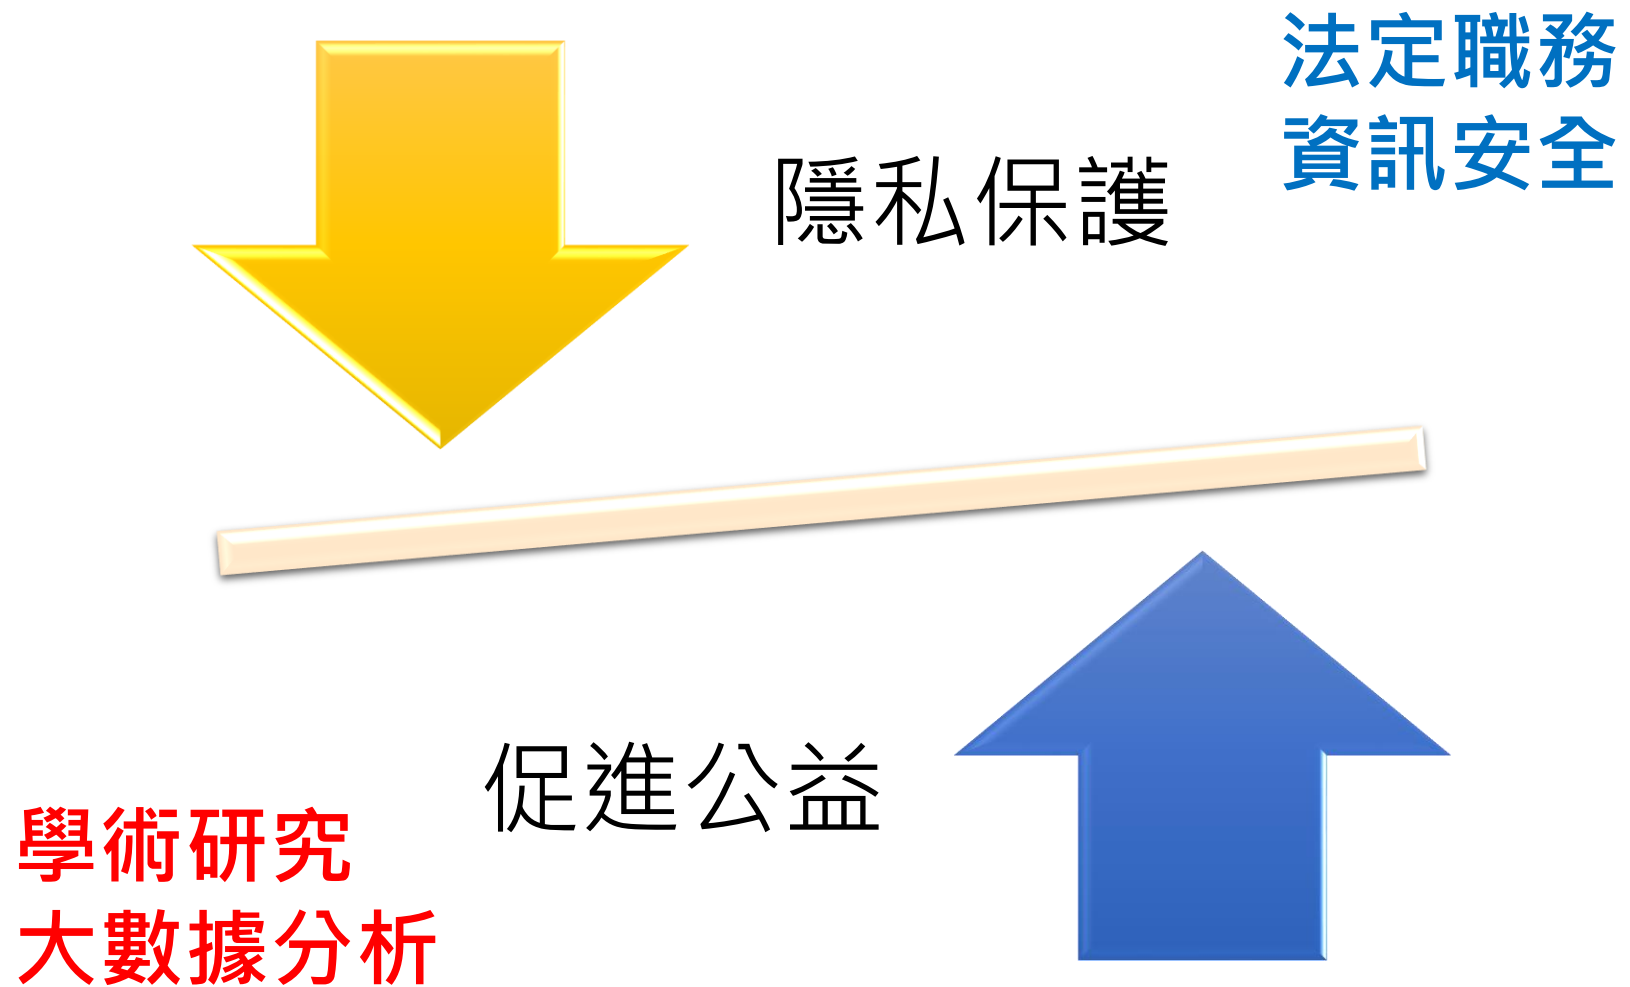 法定職務
資訊安全
隱私保護
促進公益
學術研究
大數據分析